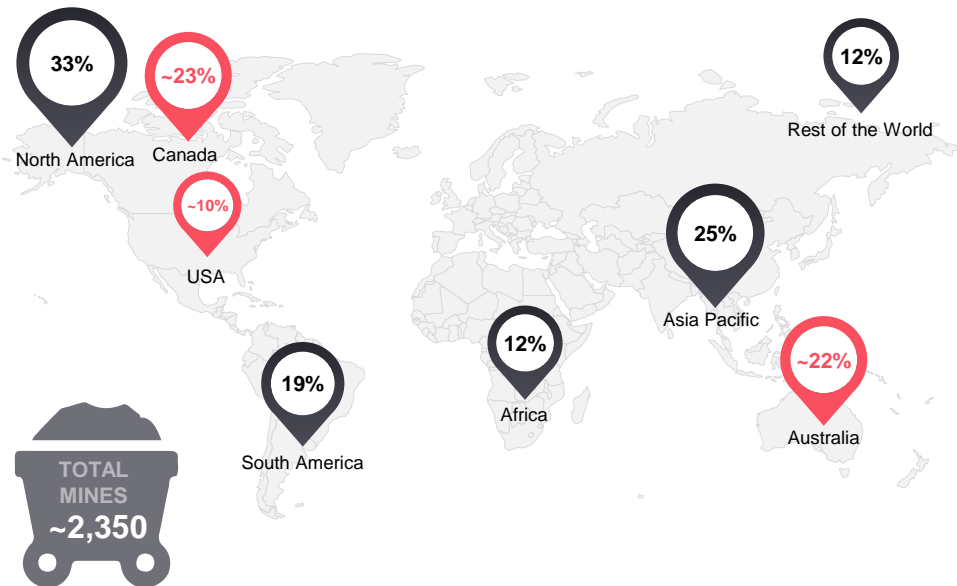 33%
North America
~23%
Canada
~10%
USA
12%
Rest of the World
25%
Asia Pacific
~22%
Australia
12%
Africa
19%
South America
TOTAL
MINES
~2,350